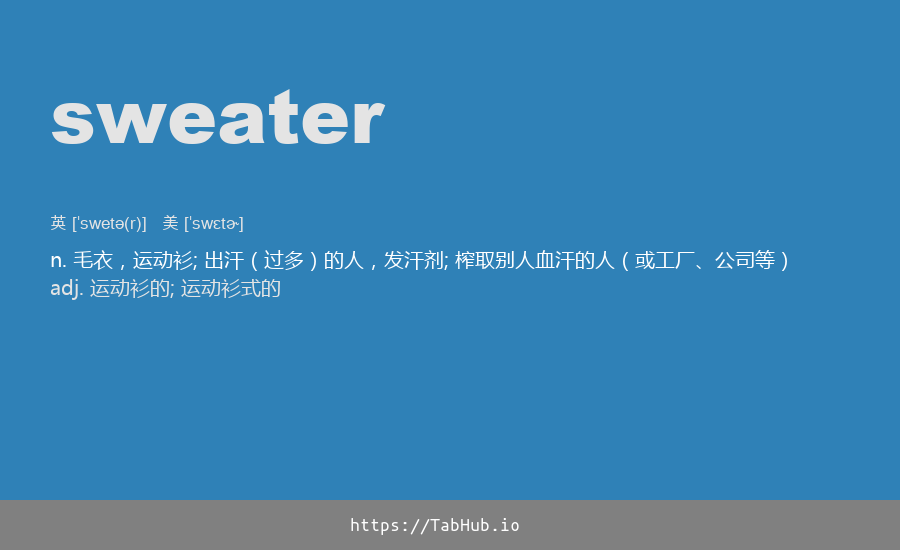 sweater
英 ['swetə(r)] 美 ['swɛtɚ]
n. 毛衣，运动衫; 出汗（过多）的人，发汗剂; 榨取别人血汗的人（或工厂、公司等）
adj. 运动衫的; 运动衫式的
https://TabHub.io